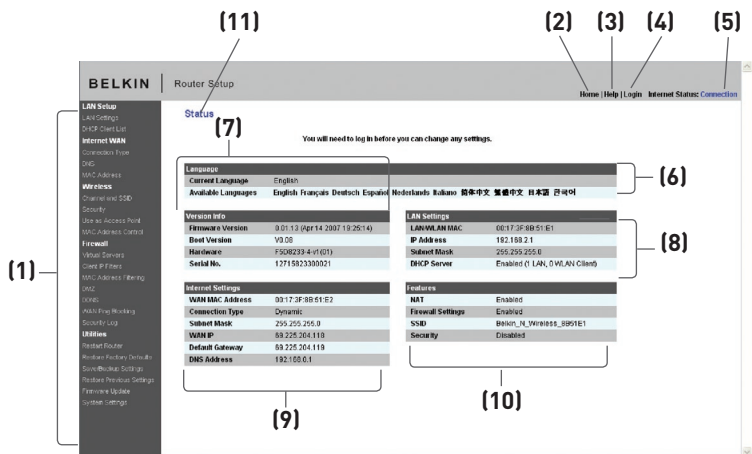 (11) (2) (3) (4) (5)
BELKIN Router Setup
Home | Help | Login Internet Status: Connection
(1)
LAN Setup
LAN Settings
DHCP Client List
Internet WAN
Connection Type
DNS
MAC Address
Wireless
Channel and SSID
Security
Use as Access Point
MAC Address Control
Firewall
Virtual Servers
Client IP Filters
MAC Address Filtering
DMZ
DDNS
WAN Ping Blocking
Security Log
Utilities
Restart Router
Restore Factory Defaults
Save/Backup Settings
Restore Previous Settings
Firmware Update
System Settings
Status
(7)
You will need to log in before you can change any settings.
Language
Current Language English
Available Languages English Français Deutsch Español Nederlands Italiano 简体中文 繁體中文 日本語 한국어
(6)
Version Info
Firmware Version 9.01.13 (Apr 14 2007 19:25:14)
Boot Version V0.06
Hardware F5D8233-4-v1(01)
Serial No. 12715823300021
LAN Settings
LAN/WLAN MAC 00:17:3F:8B:51:E1
IP Address 192.168.2.1
Subnet Mask 255.255.255.0
DHCP Server Enabled (1 LAN, 0 WLAN Client)
(8)
Internet Settings
WAN MAC Address 00:17:3F:8B:51:E2
Connection Type Dynamic
Subnet Mask 255.255.255.0
WAN IP 69.225.204.118
Default Gateway 69.225.204.118
DNS Address 192.168.0.1
(9)
Features
NAT Enabled
Firewall Settings Enabled
SSID Belkin_N_Wireless_8B51E1
Security Disabled
(10)